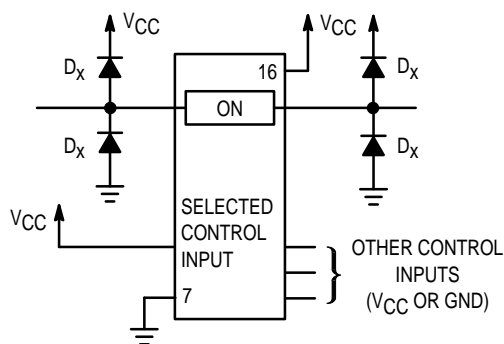 VCC
VCC
16
Dx
Dx
ON
Dx
Dx
VCC
SELECTED
CONTROL
INPUT
OTHER CONTROL
INPUTS
(VCC OR GND)
7